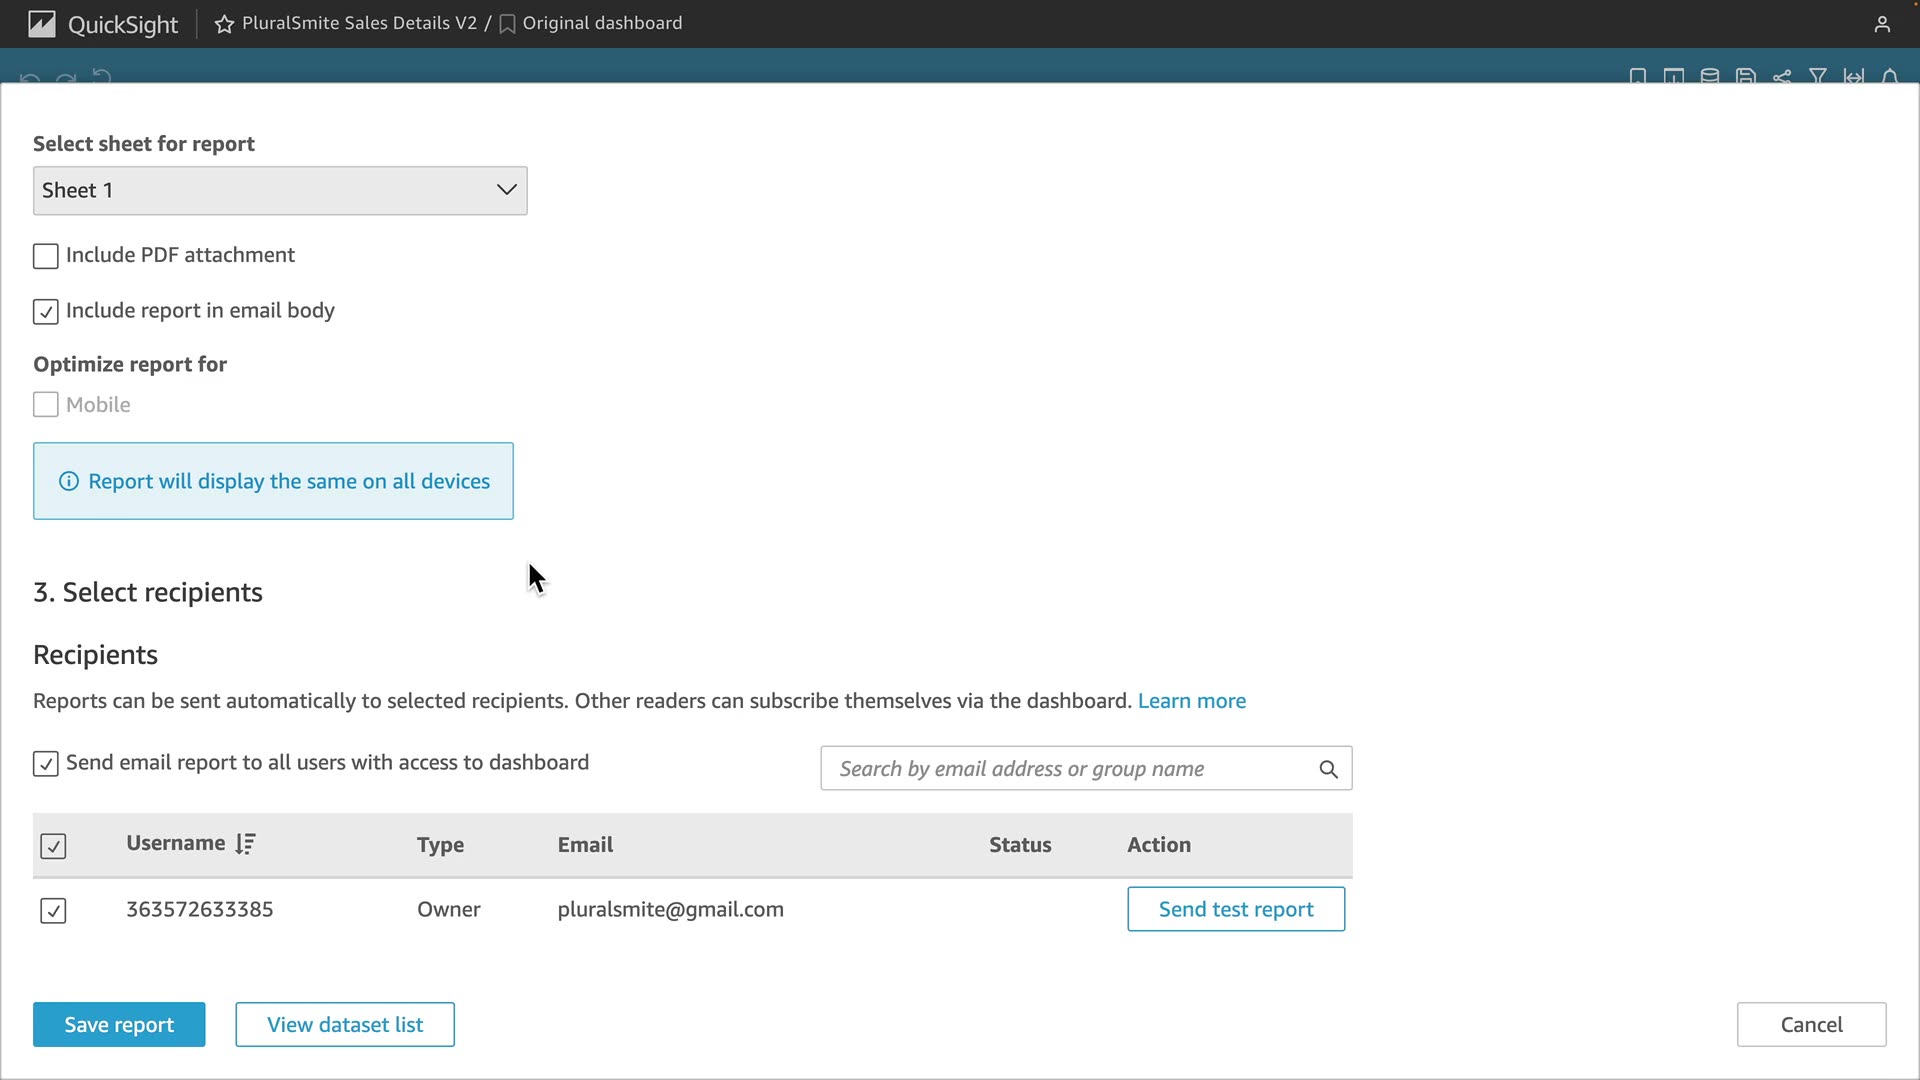 QuickSight
PluralSmite Sales Details V2 / Original dashboard
Select sheet for report
Sheet 1
Include PDF attachment
Include report in email body
Optimize report for
Mobile
Report will display the same on all devices
3. Select recipients
Recipients
Reports can be sent automatically to selected recipients. Other readers can subscribe themselves via the dashboard. Learn more
Send email report to all users with access to dashboard
Search by email address or group name
Username Type Email Status Action
363572633385 Owner pluralsmite@gmail.com Send test report
Save report View dataset list Cancel